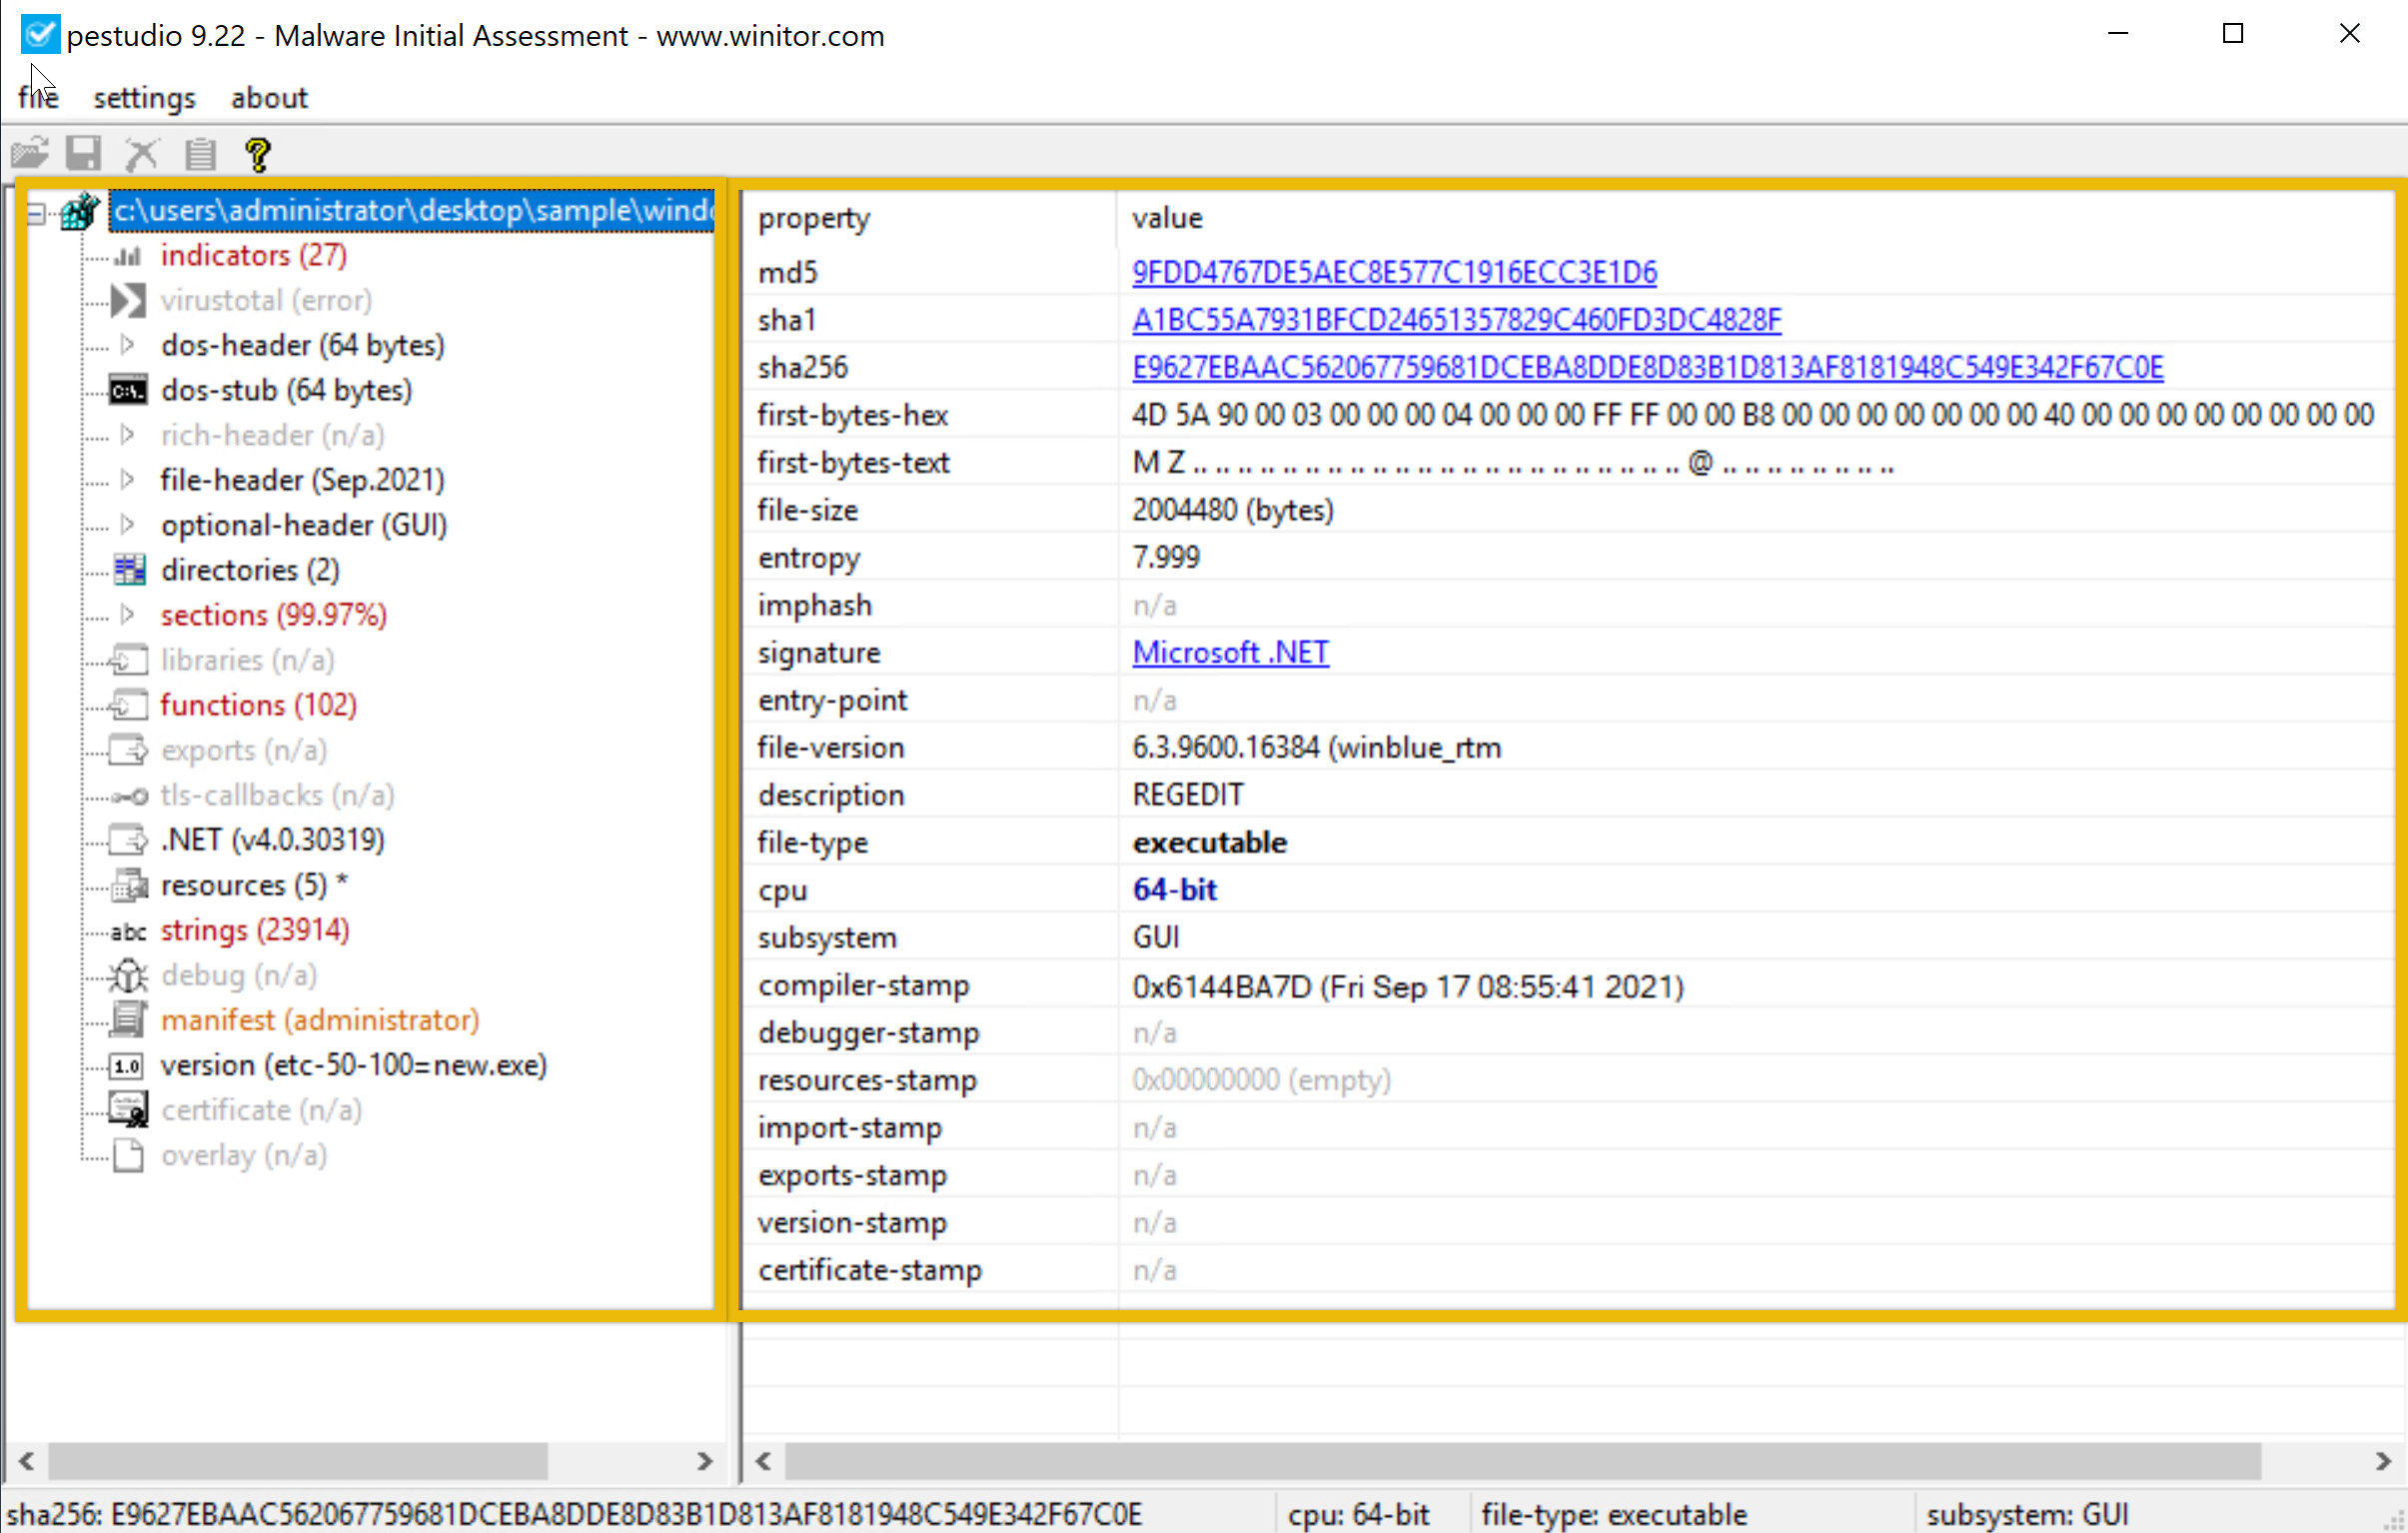 pestudio 9.22 - Malware Initial Assessment - www.winitor.com
file settings about
c:\users\administrator\desktop\sample\wind
indicators (27)
virustotal (error)
dos-header (64 bytes)
dos-stub (64 bytes)
rich-header (n/a)
file-header (Sep.2021)
optional-header (GUI)
directories (2)
sections (99.97%)
libraries (n/a)
functions (102)
exports (n/a)
tls-callbacks (n/a)
.NET (v4.0.30319)
resources (5) *
abc strings (23914)
debug (n/a)
manifest (administrator)
1.0 version (etc-50-100=new.exe)
certificate (n/a)
overlay (n/a)
property value
md5 9FDD4767DE5AEC8E577C1916ECC3E1D6
sha1 A1BC55A7931BFCD24651357829C460FD3DC4828F
sha256 E9627EBAAC562067759681DCEBA8DDE8D83B1D813AF8181948C549E342F67C0E
first-bytes-hex 4D 5A 90 00 03 00 00 00 04 00 00 00 FF FF 00 00 B8 00 00 00 00 00 00 00 40 00 00 00 00 00 00 00 00
first-bytes-text M Z .. .. .. .. .. .. .. .. .. .. .. .. .. .. .. .. .. .. .. .. .. .. @ .. .. .. .. .. .. .. ..
file-size 2004480 (bytes)
entropy 7.999
imphash n/a
signature Microsoft .NET
entry-point n/a
file-version 6.3.9600.16384 (winblue_rtm
description REGEDIT
file-type executable
cpu 64-bit
subsystem GUI
compiler-stamp 0x6144BA7D (Fri Sep 17 08:55:41 2021)
debugger-stamp n/a
resources-stamp 0x00000000 (empty)
import-stamp n/a
exports-stamp n/a
version-stamp n/a
certificate-stamp n/a
sha256: E9627EBAAC562067759681DCEBA8DDE8D83B1D813AF8181948C549E342F67C0E cpu: 64-bit file-type: executable subsystem: GUI